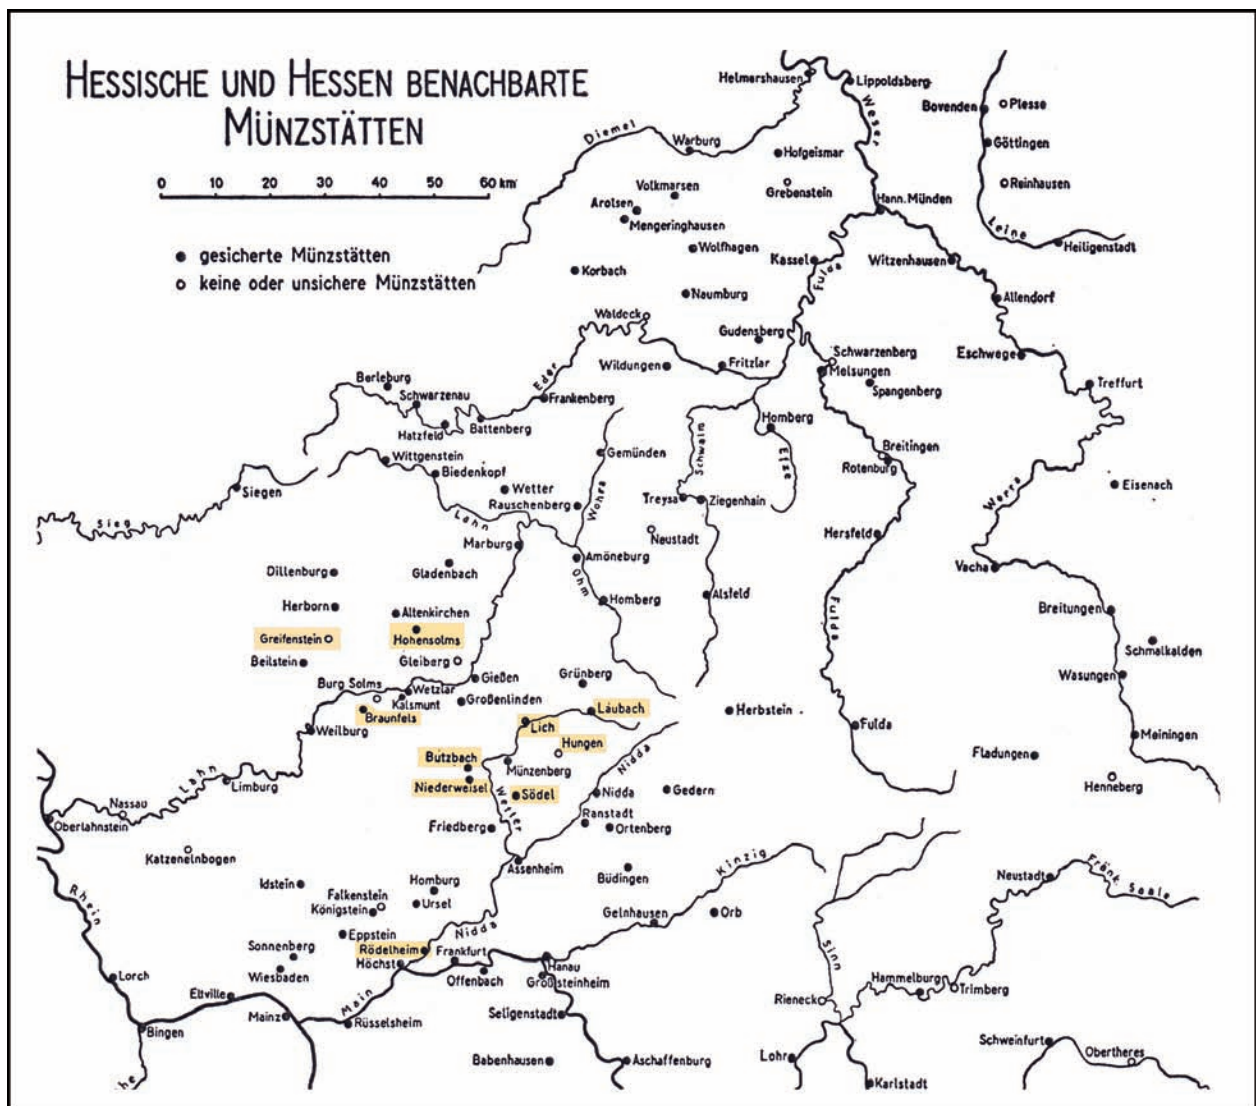 HESSISCHE UND HESSEN BENACHBARTE
MÜNZSTÄTTEN
0 10 20 30 40 50 60 km
gesicherte Münzstätten
keine oder unsichere Münzstätten
Helmarshausen
Lippoldsberg
Weser
Bovenden
Plesse
Diemel
Warburg
Hofgeismar
Göttingen
Volkmarsen
Grebenstein
Reinhausen
Arolsen
Mengeringhausen
Hann. Münden
Leine
Heiligenstadt
Wolfhagen
Kassel
Fulda
Witzenhausen
Korbach
Naumburg
Allendorf
Waldeck
Gudensberg
Schwarzenberg
Eschwege
Wildungen
Fritzlar
Melsungen
Spangenberg
Treffurt
Berleburg
Schwarzenau
Eder
Frankenberg
Hatzfeld
Battenberg
Homberg
Schwalm
Efze
Wittgenstein
Biedenkopf
Gemünden
Breitingen
Rotenburg
Siegen
Wetter
Rauschenberg
Wohra
Treysa
Ziegenhain
Werra
Eisenach
Sieg
Lahn
Marburg
Neustadt
Hersfeld
Amöneburg
Ohm
Vacha
Dillenburg
Gladenbach
Herborn
Altenkirchen
Homberg
Alsfeld
Fulda
Breitungen
Greifenstein
Hohensolms
Schmalkalden
Beilstein
Gleiberg
Gießen
Grünberg
Wasungen
Burg Solms
Wetzlar
Kalsmunt
Großenlinden
Braunfels
Laubach
Herbstein
Fulda
Weilburg
Lich
Hungen
Meiningen
Butzbach
Münzenberg
Nidda
Fladungen
Niederweisel
Södel
Nidda
Gedern
Henneberg
Lahn
Limburg
Nassau
Oberlahnstein
Wetter
Friedberg
Ranstadt
Ortenberg
Katzenelnbogen
Assenheim
Büdingen
Kinzig
Neustadt
Fränk. Saale
Rhein
Idstein
Homburg
Falkenstein
Königstein
Ursel
Gelnhausen
Orb
Eppstein
Nidda
Sinn
Sonnenberg
Rödelheim
Frankfurt
Wiesbaden
Höchst
Hanau
Lorch
Offenbach
Großsteinheim
Hammelburg
Trimberg
Eltville
Main
Rieneck
Mainz
Rüsselsheim
Seligenstadt
Bingen
Schweinfurt
Obertheres
Babenhausen
Aschaffenburg
Lohr
Karlstadt
he